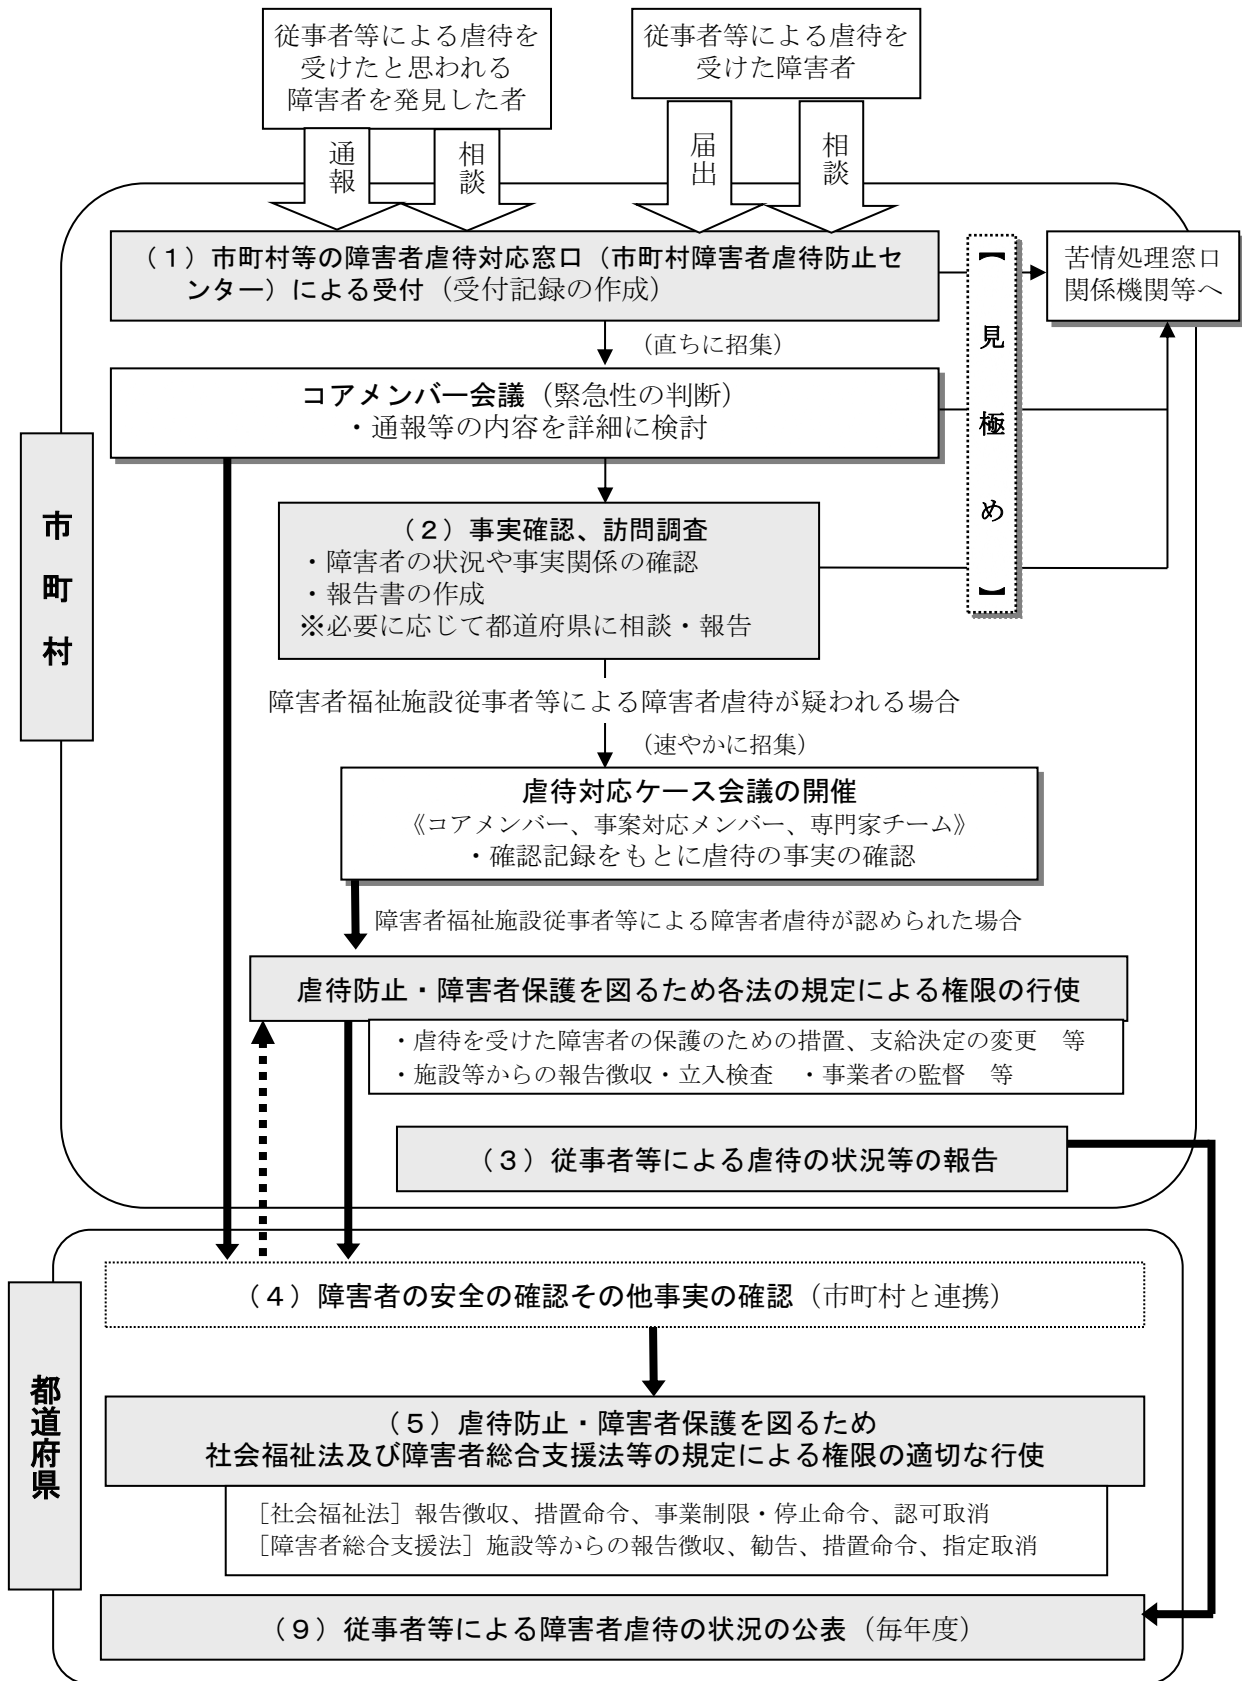 従事者等による虐待を
受けたと思われる
障害者を発見した者
従事者等による虐待を
受けた障害者
通報
相談
届出
相談
（１）市町村等の障害者虐待対応窓口（市町村障害者虐待防止セ
ンター）による受付（受付記録の作成）
【見極め】
苦情処理窓口
関係機関等へ
（直ちに招集）
コアメンバー会議（緊急性の判断）
・通報等の内容を詳細に検討
市町村
（２）事実確認、訪問調査
・障害者の状況や事実関係の確認
・報告書の作成
※必要に応じて都道府県に相談・報告
障害者福祉施設従事者等による障害者虐待が疑われる場合
（速やかに招集）
虐待対応ケース会議の開催
《コアメンバー、事案対応メンバー、専門家チーム》
・確認記録をもとに虐待の事実の確認
障害者福祉施設従事者等による障害者虐待が認められた場合
虐待防止・障害者保護を図るため各法の規定による権限の行使
・虐待を受けた障害者の保護のための措置、支給決定の変更　等
・施設等からの報告徴収・立入検査　・事業者の監督　等
（３）従事者等による虐待の状況等の報告
都道府県
（４）障害者の安全の確認その他事実の確認（市町村と連携）
（５）虐待防止・障害者保護を図るため
社会福祉法及び障害者総合支援法等の規定による権限の適切な行使
［社会福祉法］報告徴収、措置命令、事業制限・停止命令、認可取消
［障害者総合支援法］施設等からの報告徴収、勧告、措置命令、指定取消
（９）従事者等による障害者虐待の状況の公表（毎年度）